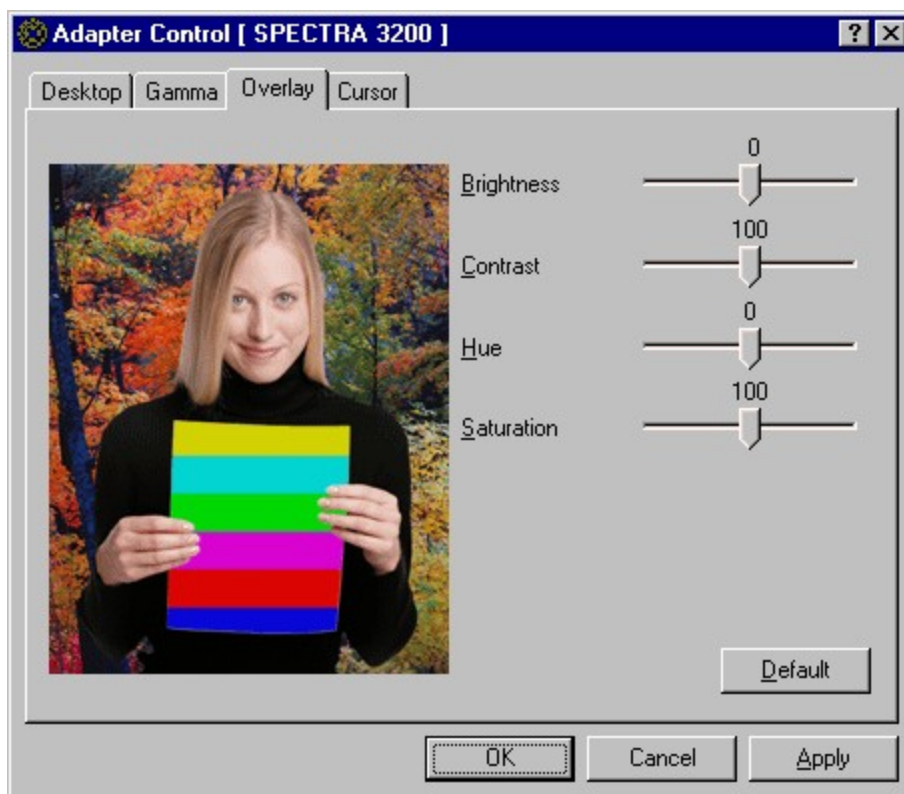 Adapter Control [ SPECTRA 3200 ]
Desktop Gamma Overlay Cursor
0
Brightness
100
Contrast
0
Hue
100
Saturation
Default
OK Cancel Apply